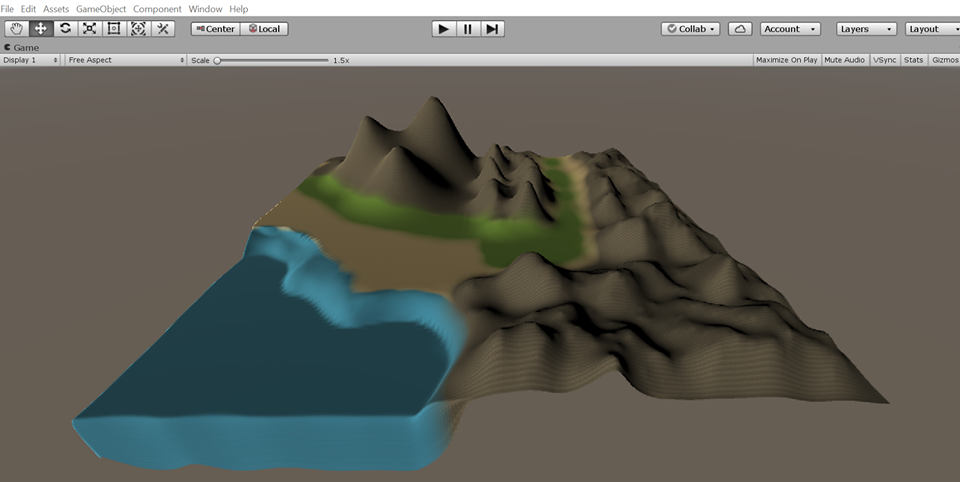 File Edit Assets GameObject Component Window Help
Center Local Collab Account Layers Layout
Game
Display 1 Free Aspect Scale 1.5x Maximize On Play Mute Audio VSync Stats Gizmos